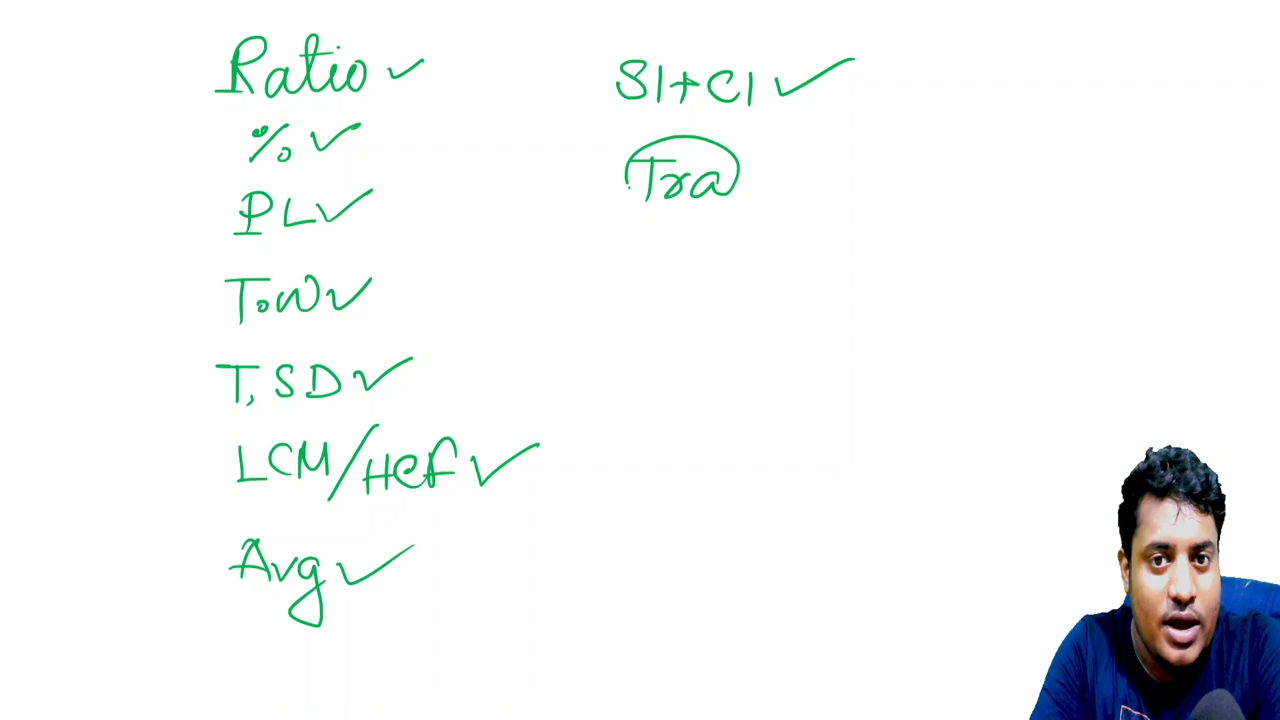 Ratio ✓
% ✓
PL ✓
T.W ✓
T, SD ✓
LCM/HCF ✓
Avg ✓
SI+CI ✓
Tra